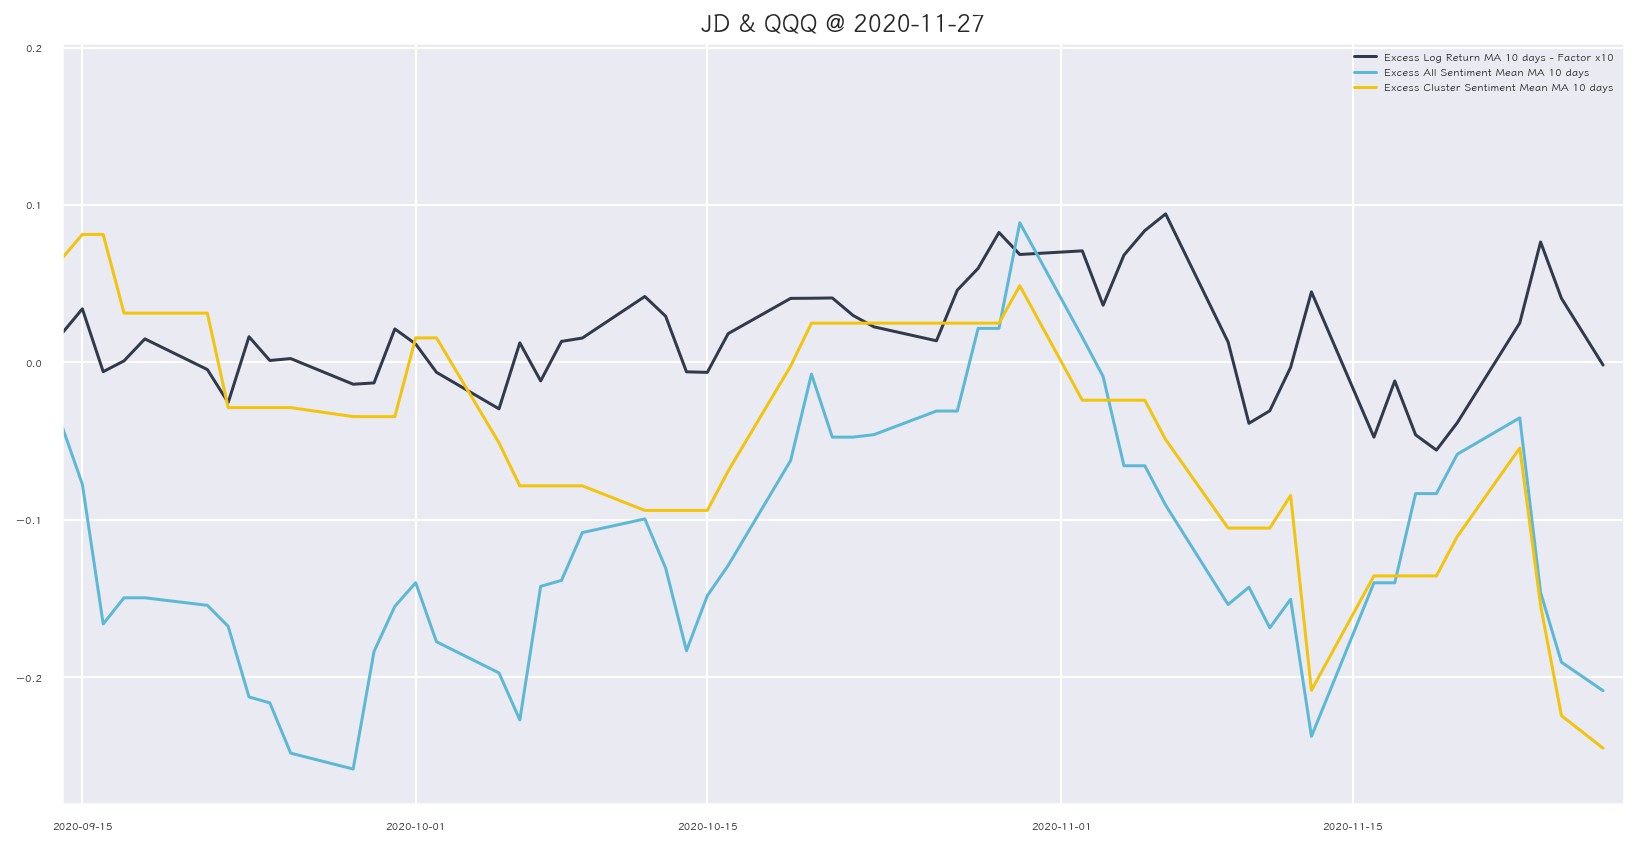 JD & QQQ @ 2020-11-27
0.2
Excess Log Return MA 10 days - Factor x10
Excess All Sentiment Mean MA 10 days
Excess Cluster Sentiment Mean MA 10 days
0.1
0.0
−0.1
−0.2
2020-09-15 2020-10-01 2020-10-15 2020-11-01 2020-11-15